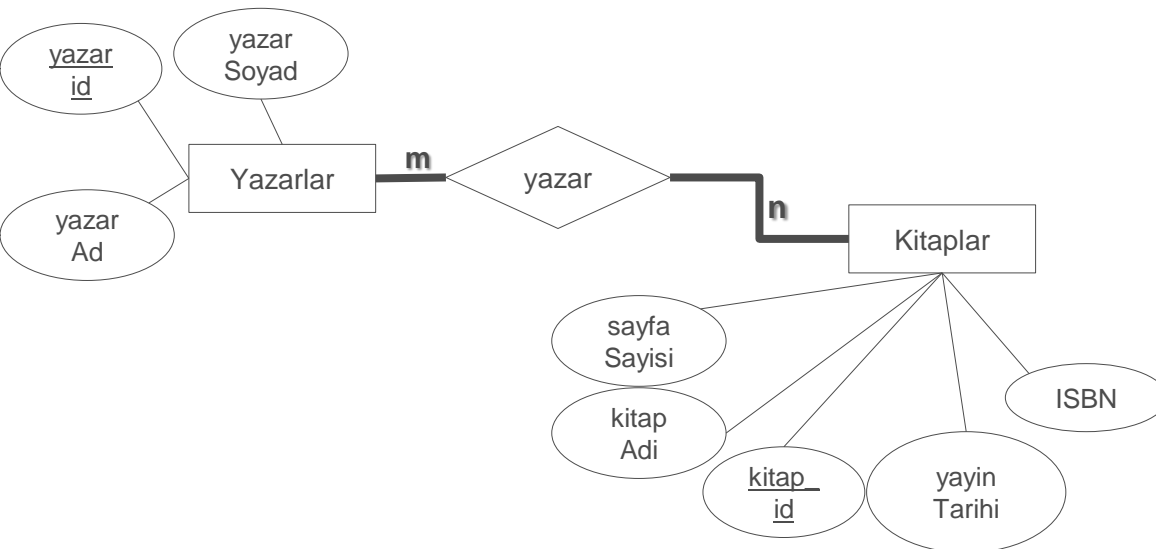 yazar
id
yazar
Soyad
Yazarlar
m
yazar
n
Kitaplar
yazar
Ad
sayfa
Sayisi
kitap
Adi
kitap_
id
yayin
Tarihi
ISBN